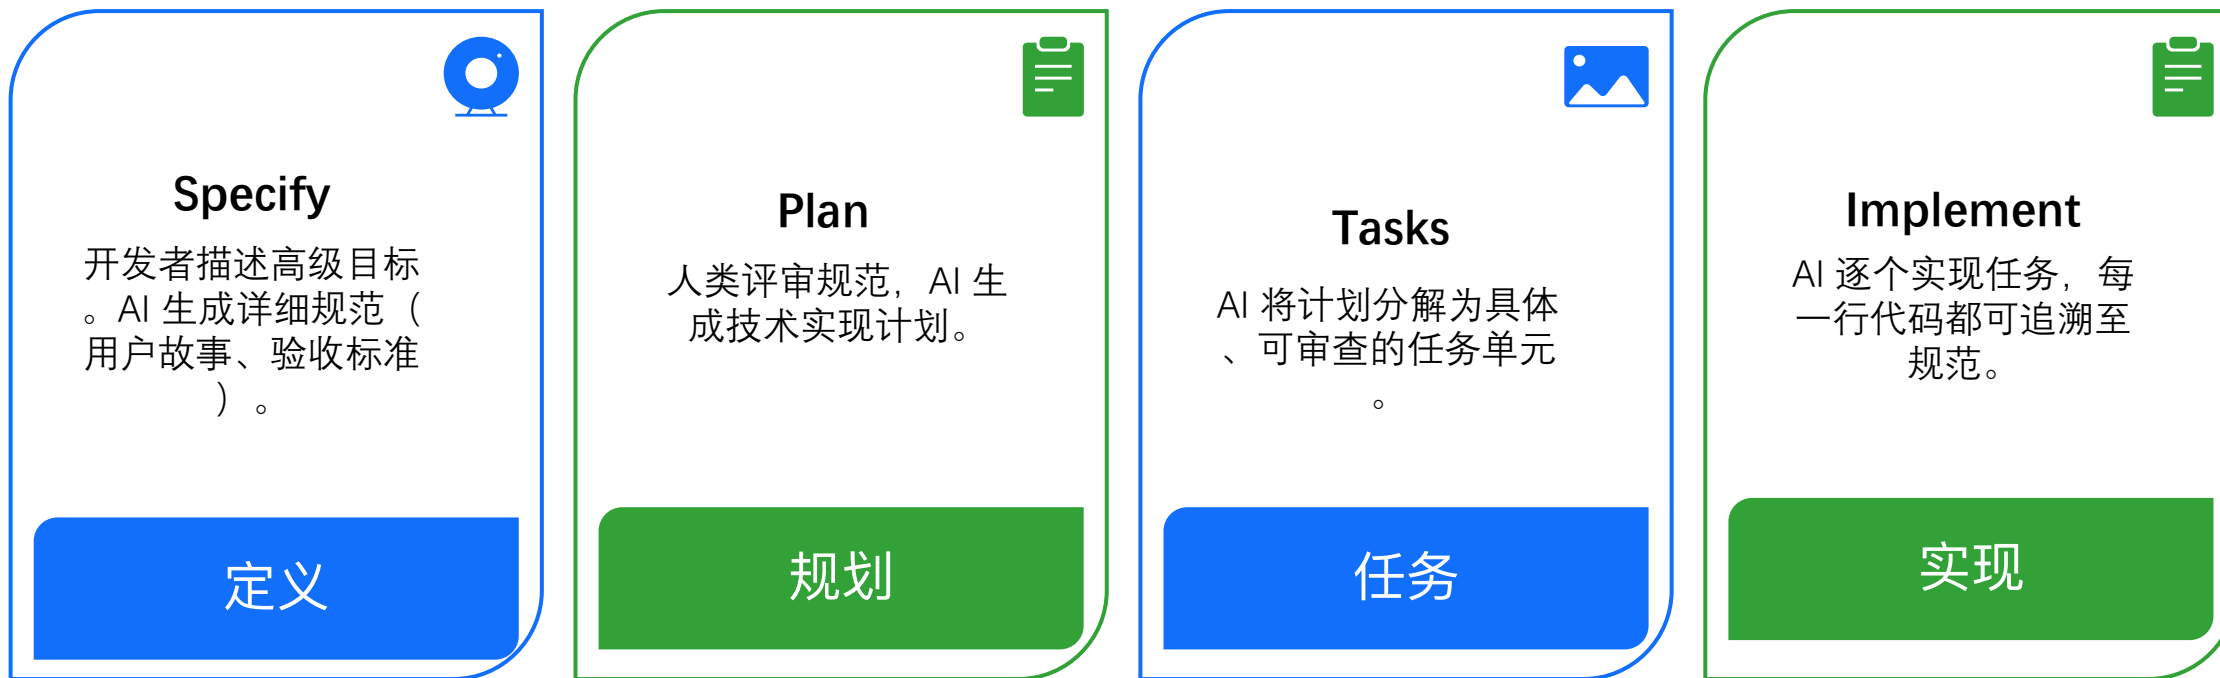 Specify
开发者描述高级目标
。AI 生成详细规范（
用户故事、验收标准
）。
定义
Plan
人类评审规范，AI 生
成技术实现计划。
规划
Tasks
AI 将计划分解为具体
、可审查的任务单元
。
任务
Implement
AI 逐个实现任务，每
一行代码都可追溯至
规范。
实现